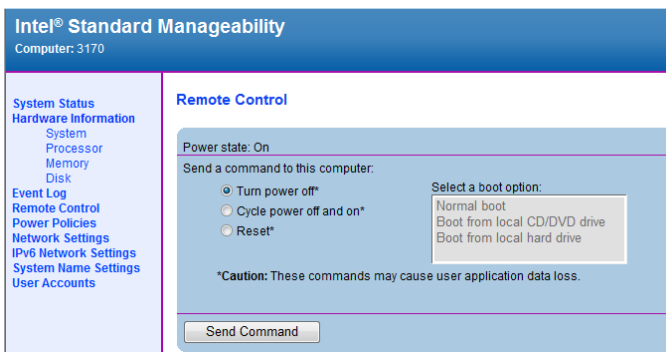 Intel® Standard Manageability
Computer: 3170
System Status
Hardware Information
System
Processor
Memory
Disk
Event Log
Remote Control
Power Policies
Network Settings
IPv6 Network Settings
System Name Settings
User Accounts
Remote Control
Power state: On
Send a command to this computer:
Turn power off*
Cycle power off and on*
Reset*
Select a boot option:
Normal boot
Boot from local CD/DVD drive
Boot from local hard drive
*Caution: These commands may cause user application data loss.
Send Command